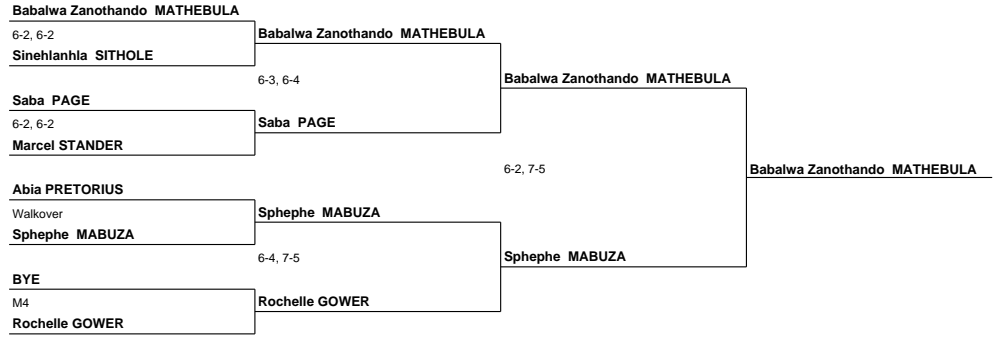 Babalwa Zanothando MATHEBULA
6-2, 6-2
Babalwa Zanothando MATHEBULA
Sinehlanhla SITHOLE
6-3, 6-4
Babalwa Zanothando MATHEBULA
Saba PAGE
6-2, 6-2
Saba PAGE
Marcel STANDER
6-2, 7-5
Babalwa Zanothando MATHEBULA
Abia PRETORIUS
Walkover
Sphephe MABUZA
Sphephe MABUZA
6-4, 7-5
Sphephe MABUZA
BYE
M4
Rochelle GOWER
Rochelle GOWER